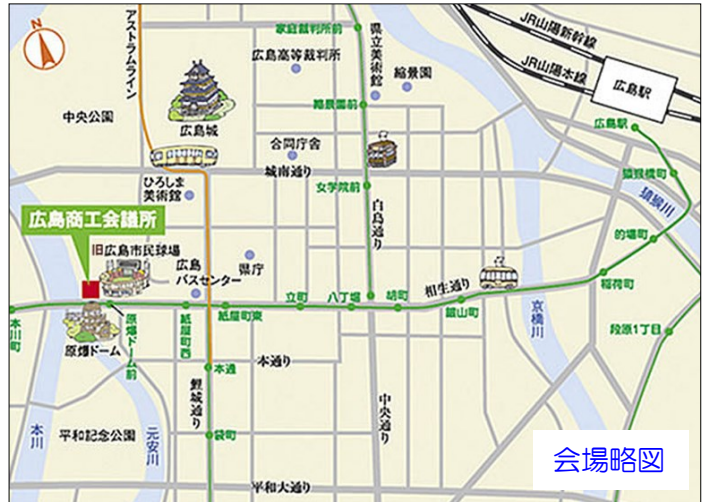 家庭裁判所前
JR山陽新幹線
JR山陽本線
広島駅
アストラムライン
広島高等裁判所
県立美術館
縮景園
中央公園
広島城
縮景園前
広島駅
合同庁舎
城南通り
女学院前
猿猴橋町
猿猴川
ひろしま
美術館
白島通り
広島商工会議所
旧広島市民球場
県庁
広島
バスセンター
相生通り
的場町
稲荷町
立町
八丁堀
胡町
銀山町
紙屋町東
紙屋町西
原爆ドーム前
原爆ドーム
本川町
京橋川
段原1丁目
本通
本通り
鯉城通り
中央通り
袋町
本川
元安川
平和記念公園
平和大通り
会場略図